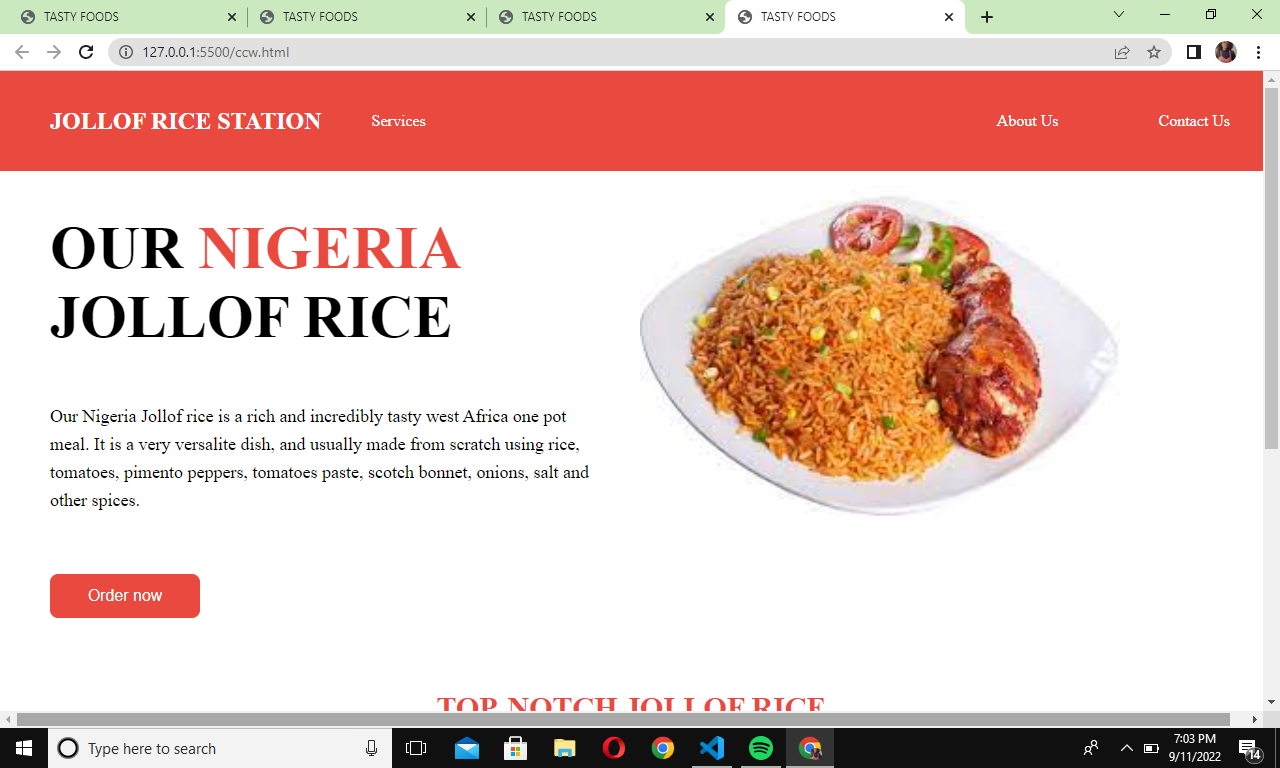 TASTY FOODS
TASTY FOODS
TASTY FOODS
TASTY FOODS
127.0.0.1:5500/ccw.html
JOLLOF RICE STATION Services About Us Contact Us
OUR NIGERIA
JOLLOF RICE
Our Nigeria Jollof rice is a rich and incredibly tasty west Africa one pot
meal. It is a very versalite dish, and usually made from scratch using rice,
tomatoes, pimento peppers, tomatoes paste, scotch bonnet, onions, salt and
other spices.
Order now
TOP-NOTCH JOLLOF RICE
Type here to search
7:03 PM
9/11/2022
14